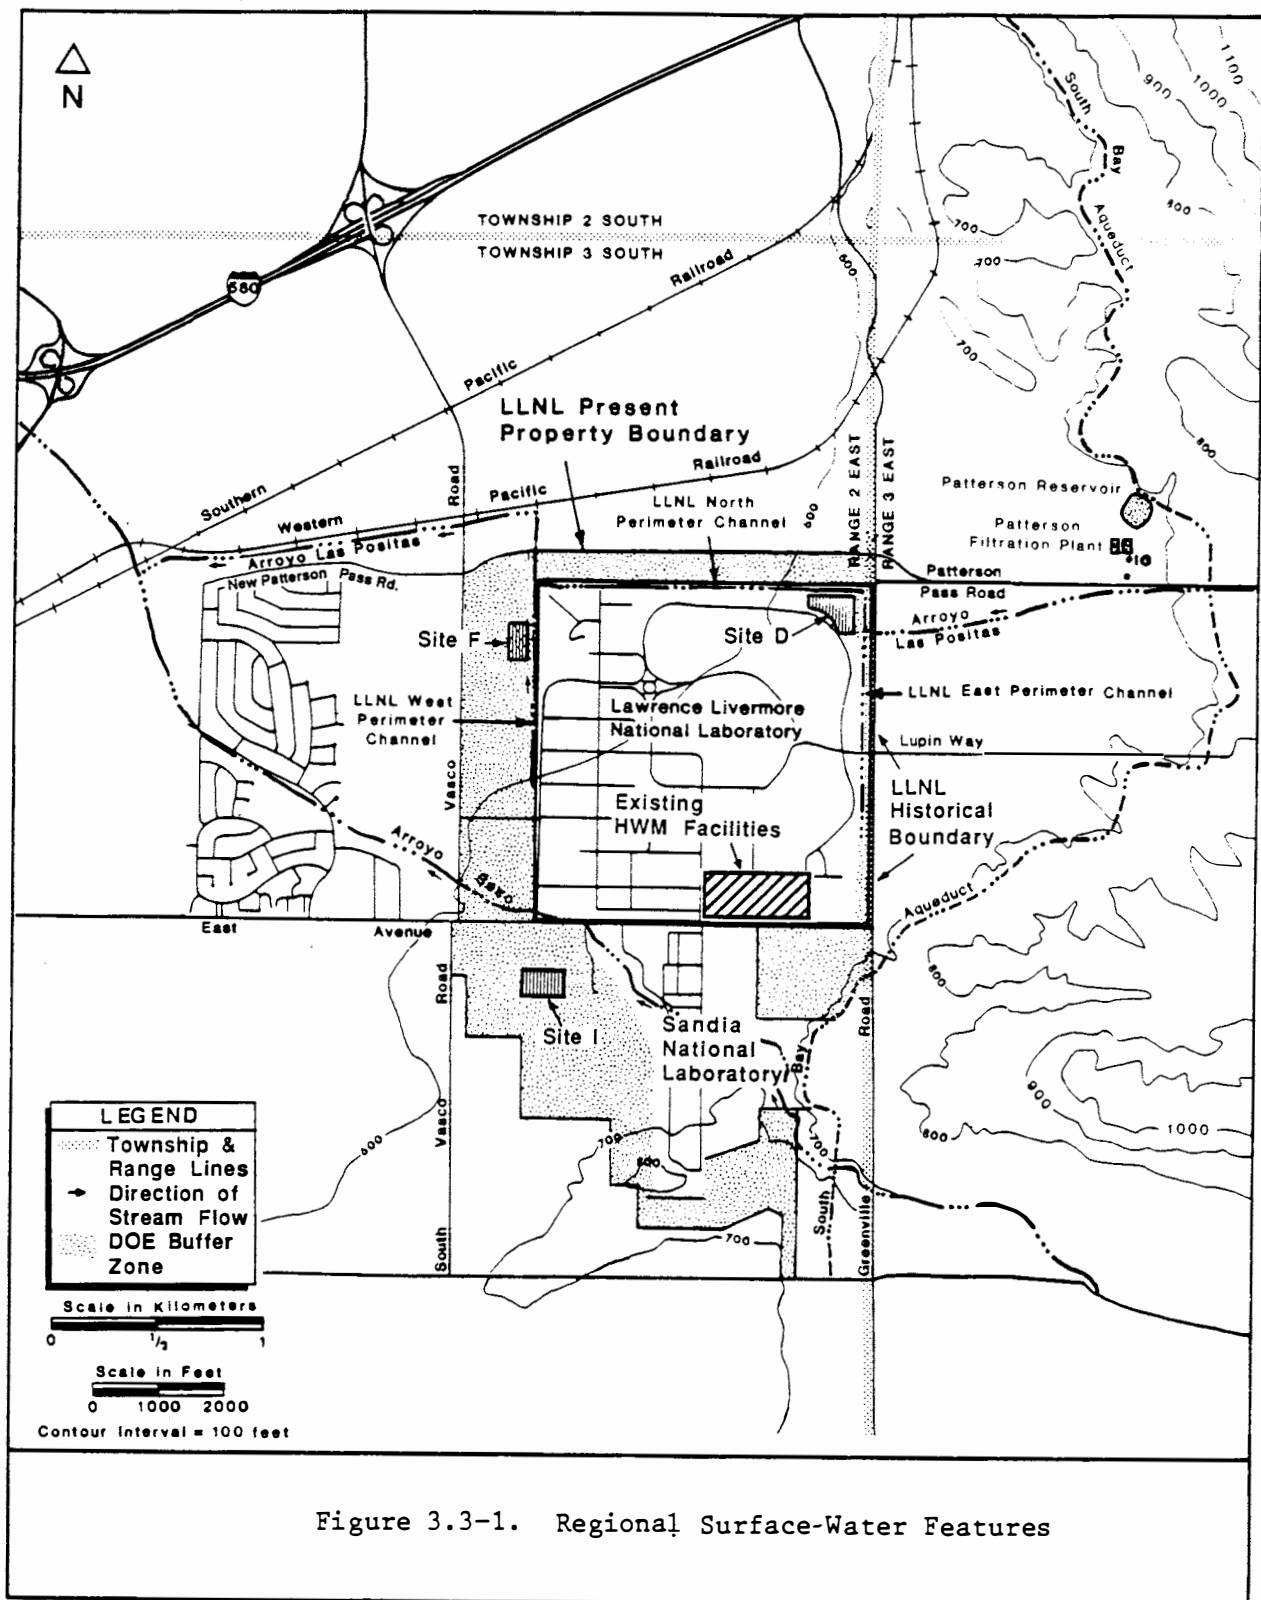 N
1100
1000
900
800
South
Bay
Aqueduct
TOWNSHIP 2 SOUTH
TOWNSHIP 3 SOUTH
700
700
700
600
580
Railroad
Pacific
Southern
LLNL Present
Property Boundary
800
Road
Railroad
Pacific
Western
LLNL North
Perimeter Channel
600
RANGE 2 EAST
RANGE 3 EAST
Patterson Reservoir
Patterson
Filtration Plant
Arroyo Las Positas
New Patterson Pass Rd.
Patterson
Pass Road
Arroyo
Las Positas
Site F
Site D
LLNL West
Perimeter
Channel
LLNL East Perimeter Channel
Lawrence Livermore
National Laboratory
Lupin Way
Vasco
Existing
HWM Facilities
LLNL
Historical
Boundary
Arroyo
Seco
Aqueduct
East
Avenue
Road
800
Site I
Sandia
National
Laboratory
Bay
Road
900
1000
800
LEGEND
Township &
Range Lines
Direction of
Stream Flow
DOE Buffer
Zone
600
Vasco
700
800
700
South
Greenville
700
South
Scale in Kilometers
0 1/2 1
Scale in Feet
0 1000 2000
Contour Interval = 100 feet
Figure 3.3-1. Regional Surface-Water Features